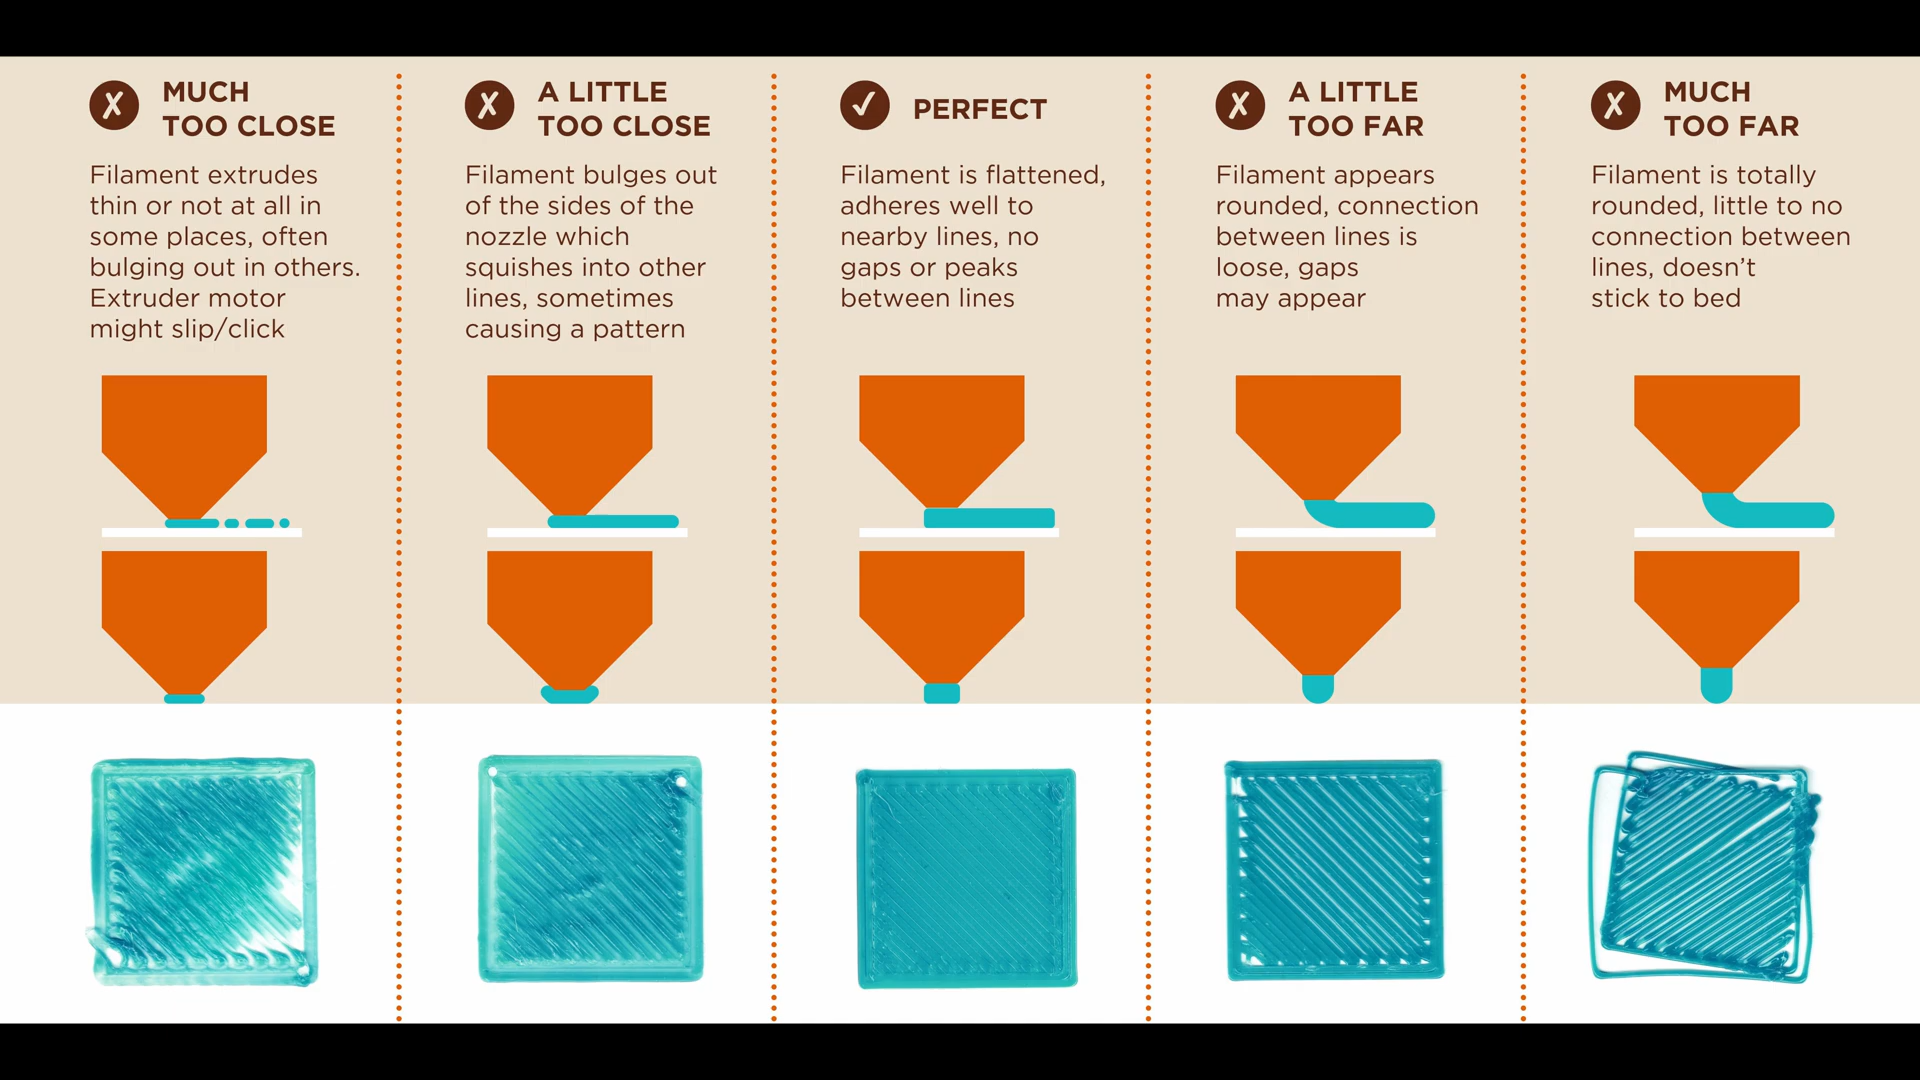 MUCH
TOO CLOSE
Filament extrudes
thin or not at all in
some places, often
bulging out in others.
Extruder motor
might slip/click
A LITTLE
TOO CLOSE
Filament bulges out
of the sides of the
nozzle which
squishes into other
lines, sometimes
causing a pattern
PERFECT
Filament is flattened,
adheres well to
nearby lines, no
gaps or peaks
between lines
A LITTLE
TOO FAR
Filament appears
rounded, connection
between lines is
loose, gaps
may appear
MUCH
TOO FAR
Filament is totally
rounded, little to no
connection between
lines, doesn’t
stick to bed